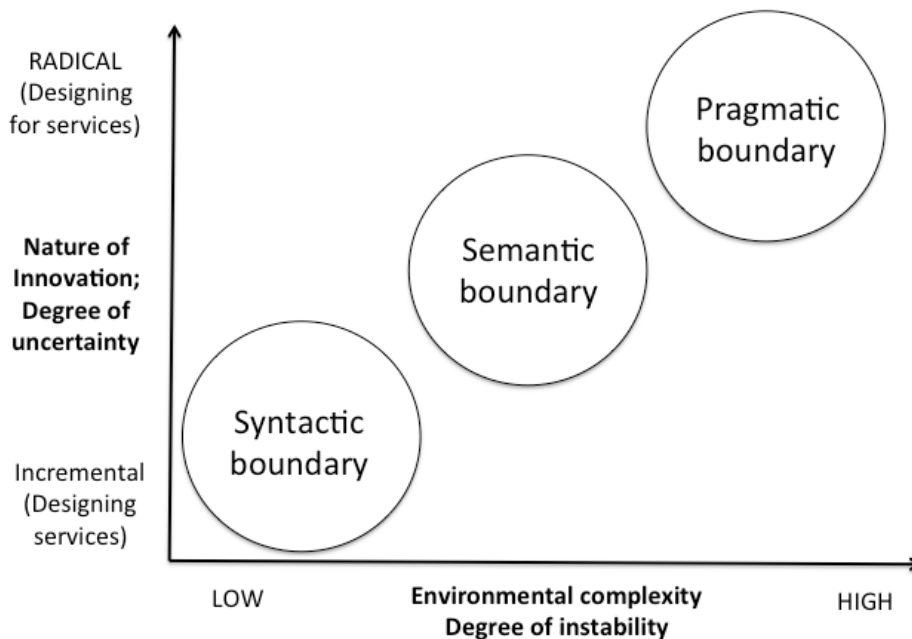 RADICAL
(Designing
for services)
Pragmatic
boundary
Nature of
Innovation;
Degree of
uncertainty
Semantic
boundary
Syntactic
boundary
Incremental
(Designing
services)
LOW
Environmental complexity
Degree of instability
HIGH